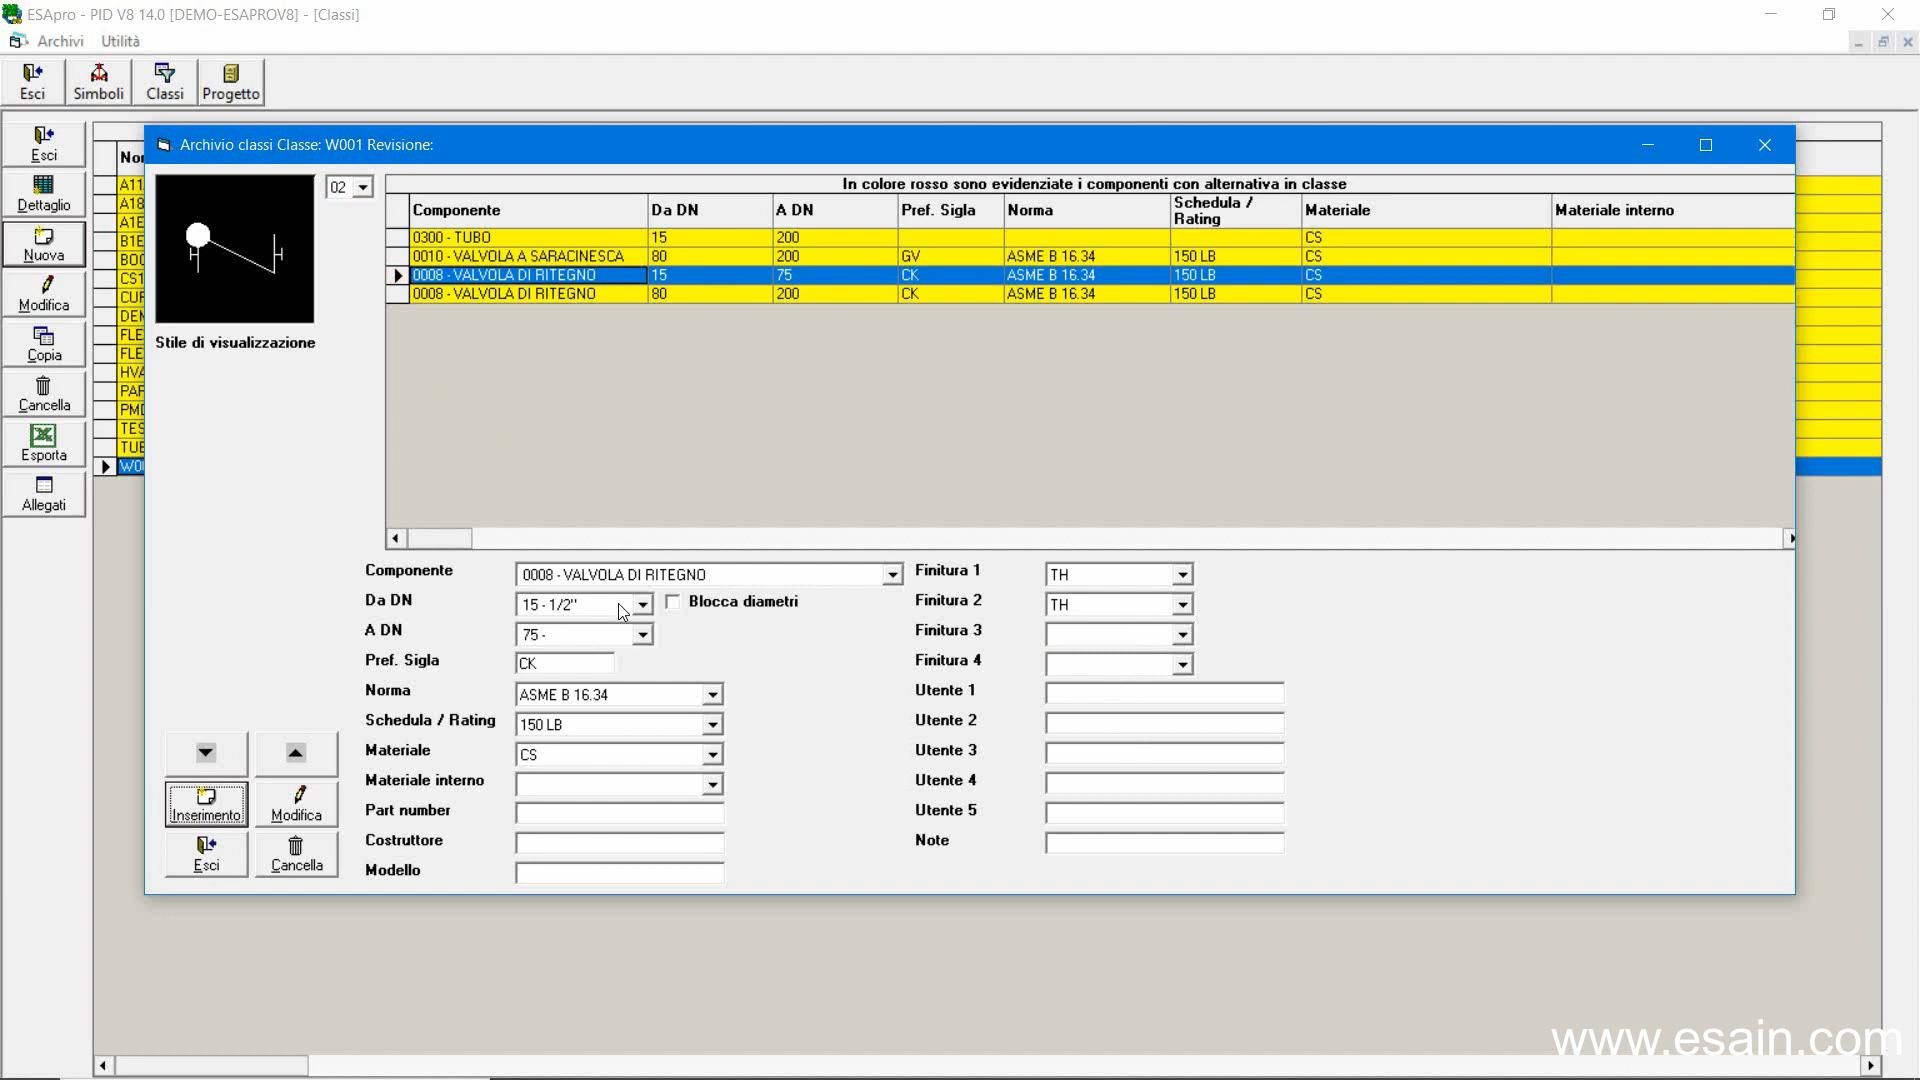 ESApro - PID V8 14.0 [DEMO-ESAPROV8] - [Classi]
Archivi Utilità
Esci Simboli Classi Progetto
Esci
Dettaglio
Nuova
Modifica
Copia
Cancella
Esporta
Allegati
Archivio classi Classe: W001 Revisione:
02
Stile di visualizzazione
In colore rosso sono evidenziate i componenti con alternativa in classe
Componente Da DN A DN Pref. Sigla Norma Schedula / Rating Materiale Materiale interno
0300 - TUBO 15 200 CS
0010 - VALVOLA A SARACINESCA 80 200 GV ASME B 16.34 150 LB CS
0008 - VALVOLA DI RITEGNO 15 75 CK ASME B 16.34 150 LB CS
0008 - VALVOLA DI RITEGNO 80 200 CK ASME B 16.34 150 LB CS
Componente 0008 - VALVOLA DI RITEGNO Finitura 1 TH
Da DN 15 - 1/2" Blocca diametri Finitura 2 TH
A DN 75 - Finitura 3
Pref. Sigla CK Finitura 4
Norma ASME B 16.34 Utente 1
Schedula / Rating 150 LB Utente 2
Materiale CS Utente 3
Materiale interno Utente 4
Part number Utente 5
Costruttore Note
Modello
Inserimento Modifica
Esci Cancella
www.esain.com